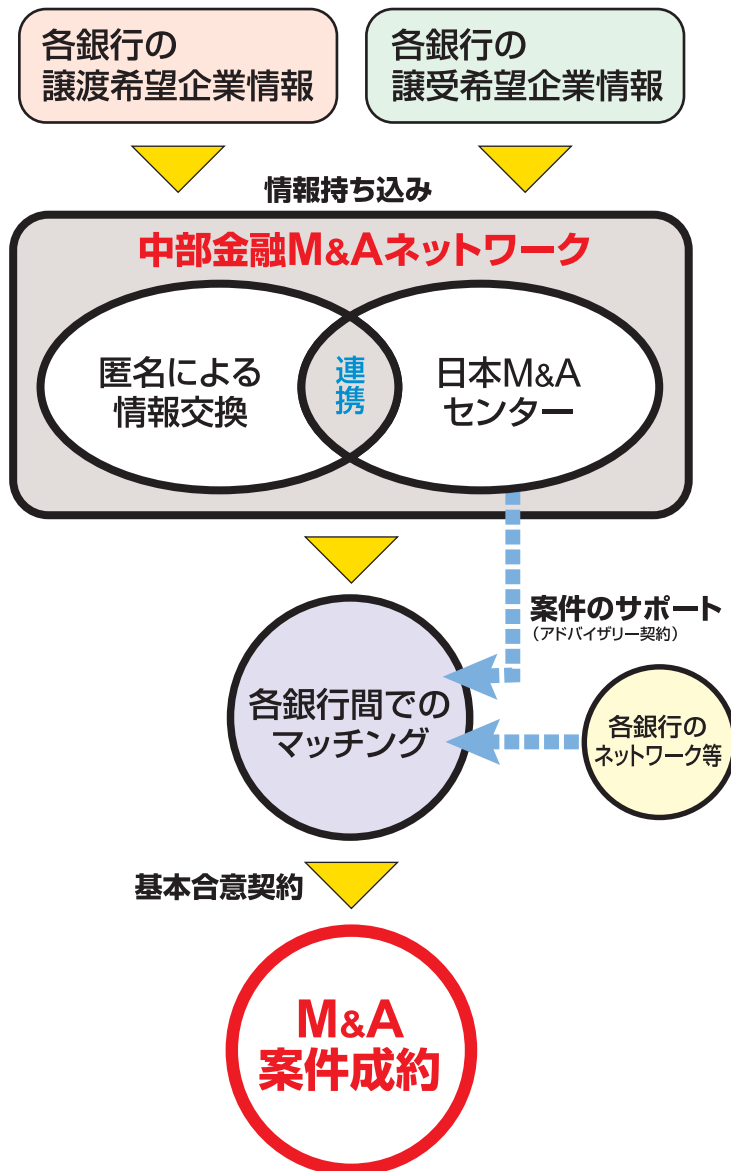 各銀行の
譲渡希望企業情報
各銀行の
譲受希望企業情報
情報持ち込み
中部金融M&Aネットワーク
匿名による
情報交換
連
携
日本M&A
センター
案件のサポート
（アドバイザリー契約）
各銀行間での
マッチング
各銀行の
ネットワーク等
基本合意契約
M&A
案件成約